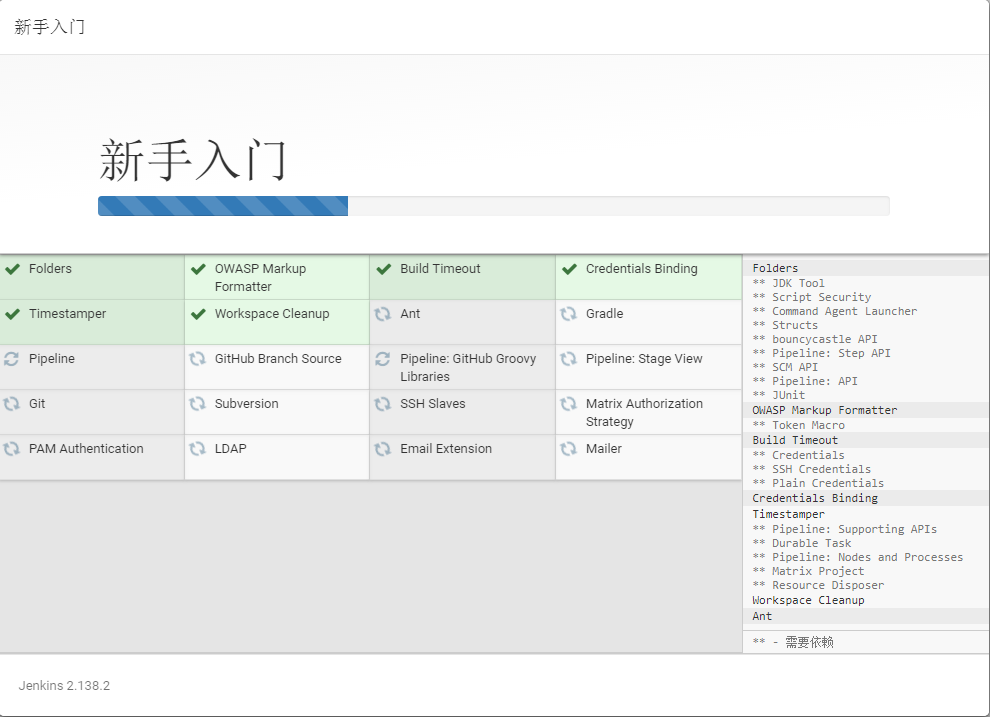 新手入门
新手入门
Folders
OWASP Markup
Formatter
Build Timeout
Credentials Binding
Timestamper
Workspace Cleanup
Ant
Gradle
Pipeline
GitHub Branch Source
Pipeline: GitHub Groovy
Libraries
Pipeline: Stage View
Git
Subversion
SSH Slaves
Matrix Authorization
Strategy
PAM Authentication
LDAP
Email Extension
Mailer
Folders
** JDK Tool
** Script Security
** Command Agent Launcher
** Structs
** bouncycastle API
** Pipeline: Step API
** SCM API
** Pipeline: API
** JUnit
OWASP Markup Formatter
** Token Macro
Build Timeout
** Credentials
** SSH Credentials
** Plain Credentials
Credentials Binding
Timestamper
** Pipeline: Supporting APIs
** Durable Task
** Pipeline: Nodes and Processes
** Matrix Project
** Resource Disposer
Workspace Cleanup
Ant
** - 需要依赖
Jenkins 2.138.2